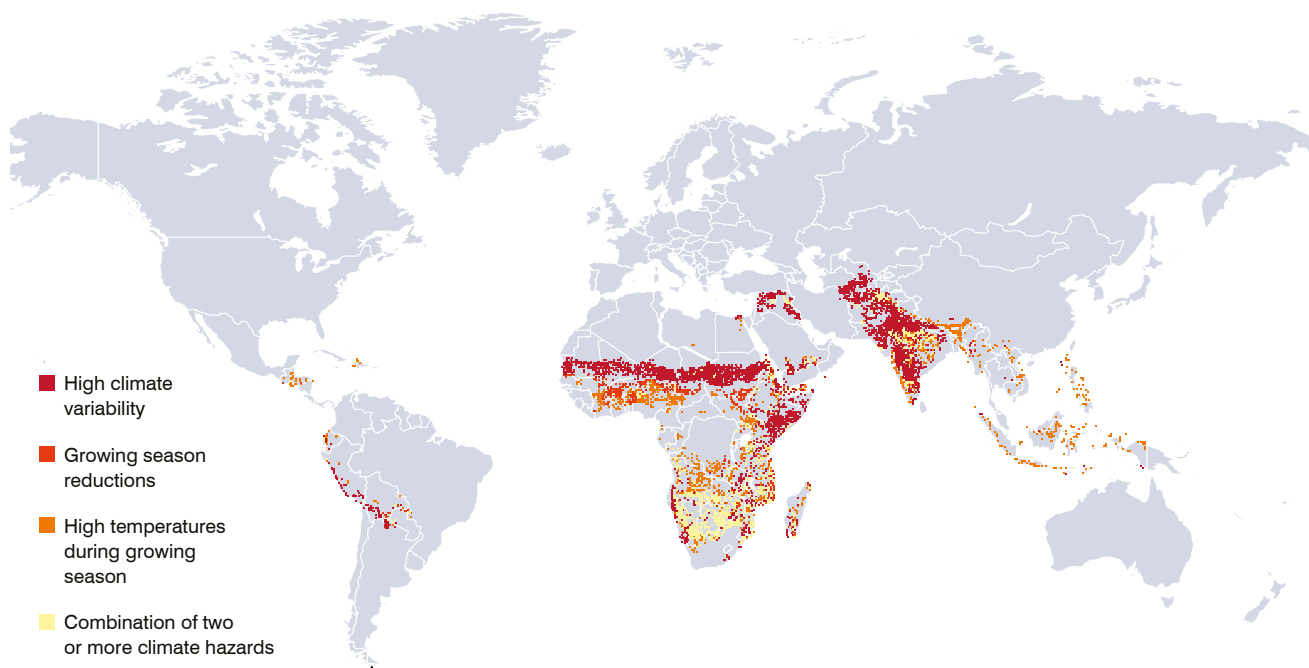 High climate
variability
Growing season
reductions
High temperatures
during growing
season
Combination of two
or more climate hazards